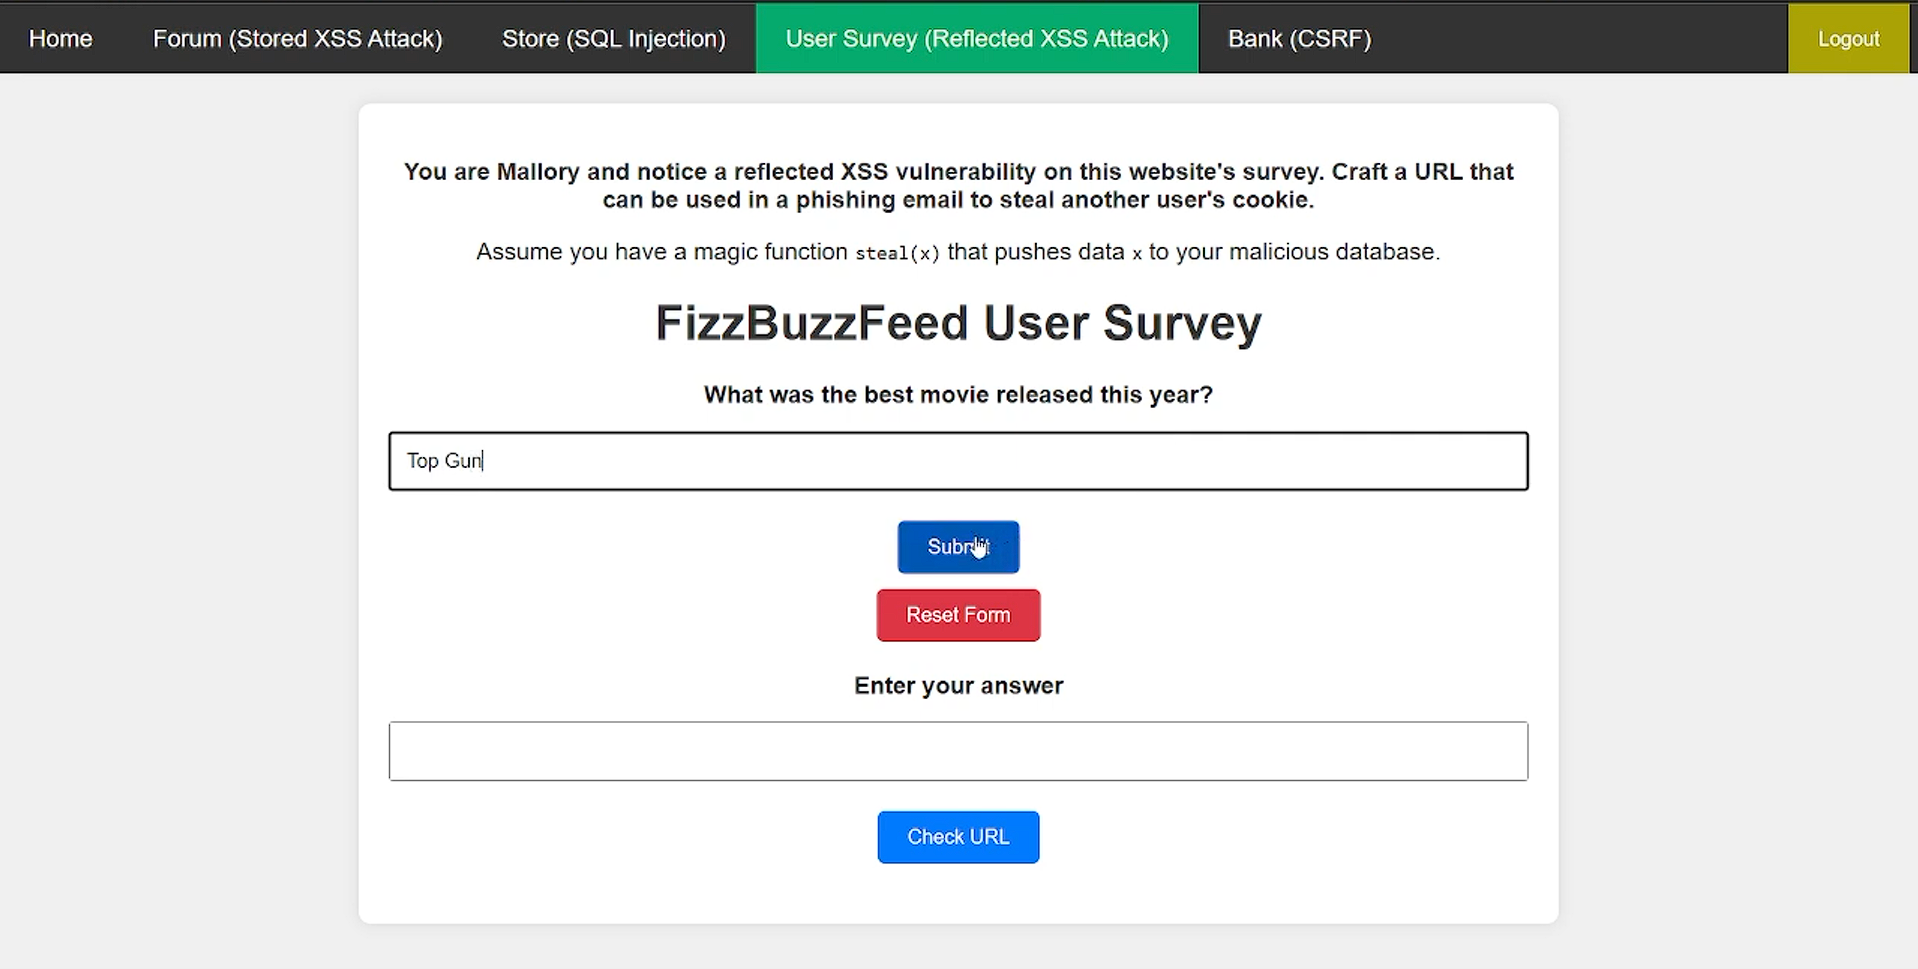 Home Forum (Stored XSS Attack) Store (SQL Injection) User Survey (Reflected XSS Attack) Bank (CSRF) Logout
You are Mallory and notice a reflected XSS vulnerability on this website's survey. Craft a URL that
can be used in a phishing email to steal another user's cookie.
Assume you have a magic function steal(x) that pushes data x to your malicious database.
FizzBuzzFeed User Survey
What was the best movie released this year?
Top Gun
Submit
Reset Form
Enter your answer
Check URL